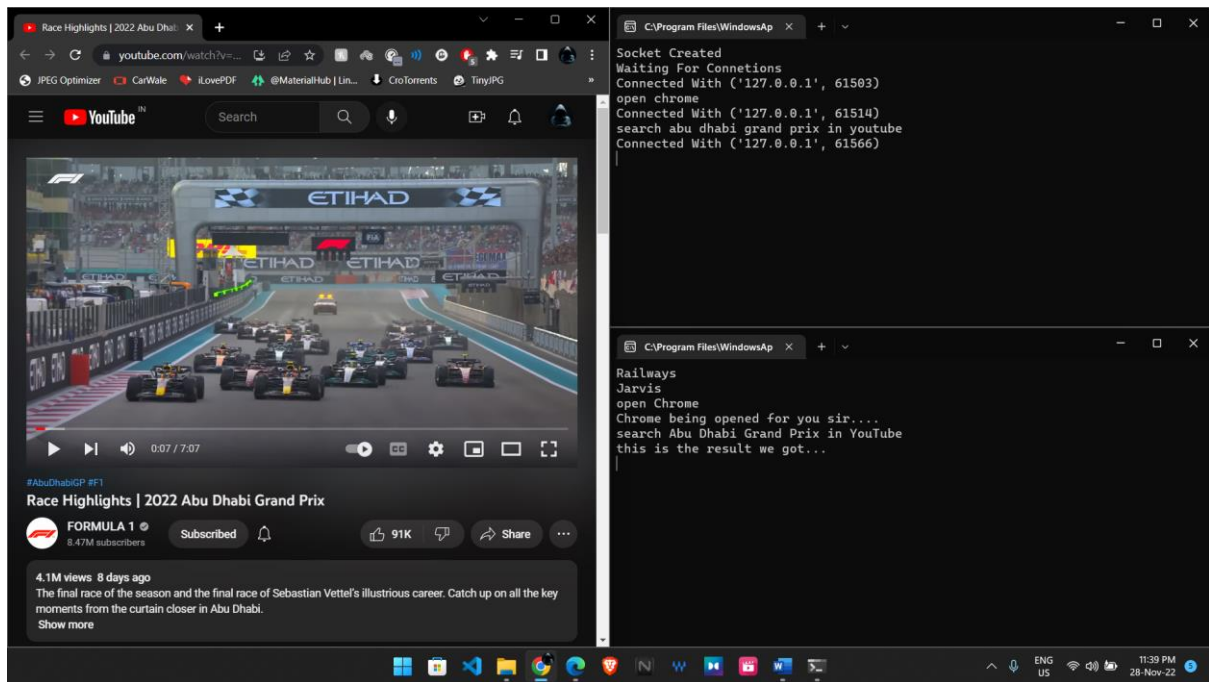 Race Highlights | 2022 Abu Dhab
youtube.com/watch?v=...
JPEG Optimizer CarWale iLovePDF @MaterialHub | Lin... CroTorrents TinyJPG »
YouTube IN
Search
ETIHAD
ETIHAD ETIHAD
0:07 / 7:07
CC
#AbuDhabiGP #F1
Race Highlights | 2022 Abu Dhabi Grand Prix
FORMULA 1
8.47M subscribers
Subscribed
91K
Share
4.1M views 8 days ago
The final race of the season and the final race of Sebastian Vettel's illustrious career. Catch up on all the key
moments from the curtain closer in Abu Dhabi.
Show more
C:\Program Files\WindowsAp
Socket Created
Waiting For Connetions
Connected With ('127.0.0.1', 61503)
open chrome
Connected With ('127.0.0.1', 61514)
search abu dhabi grand prix in youtube
Connected With ('127.0.0.1', 61566)
C:\Program Files\WindowsAp
Railways
Jarvis
open Chrome
Chrome being opened for you sir....
search Abu Dhabi Grand Prix in YouTube
this is the result we got...
ENG
US
11:39 PM
28-Nov-22
5